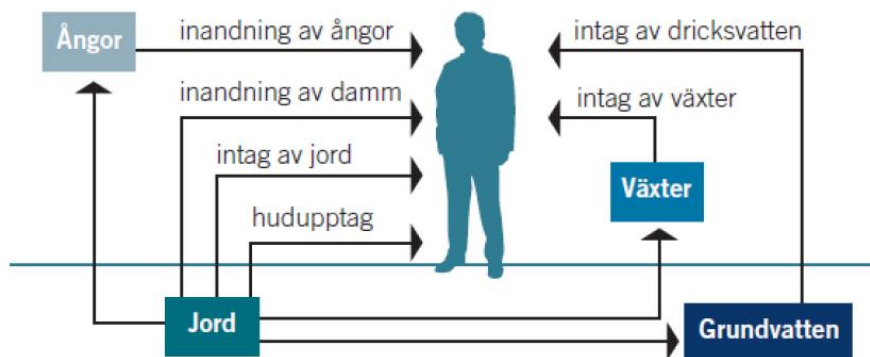 Ångor
inandning av ångor
intag av dricksvatten
inandning av damm
intag av växter
intag av jord
Växter
hudupptag
Jord
Grundvatten